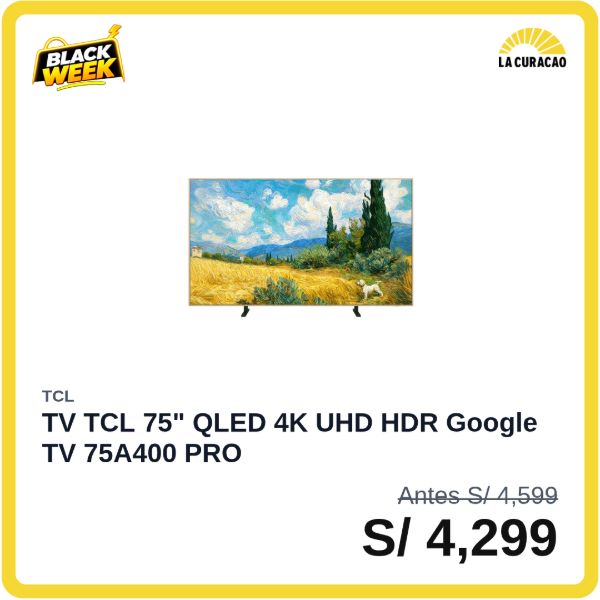 BLACK
WEEK
LA CURACAO
TCL
TV TCL 75" QLED 4K UHD HDR Google
TV 75A400 PRO
Antes S/ 4,599
S/ 4,299